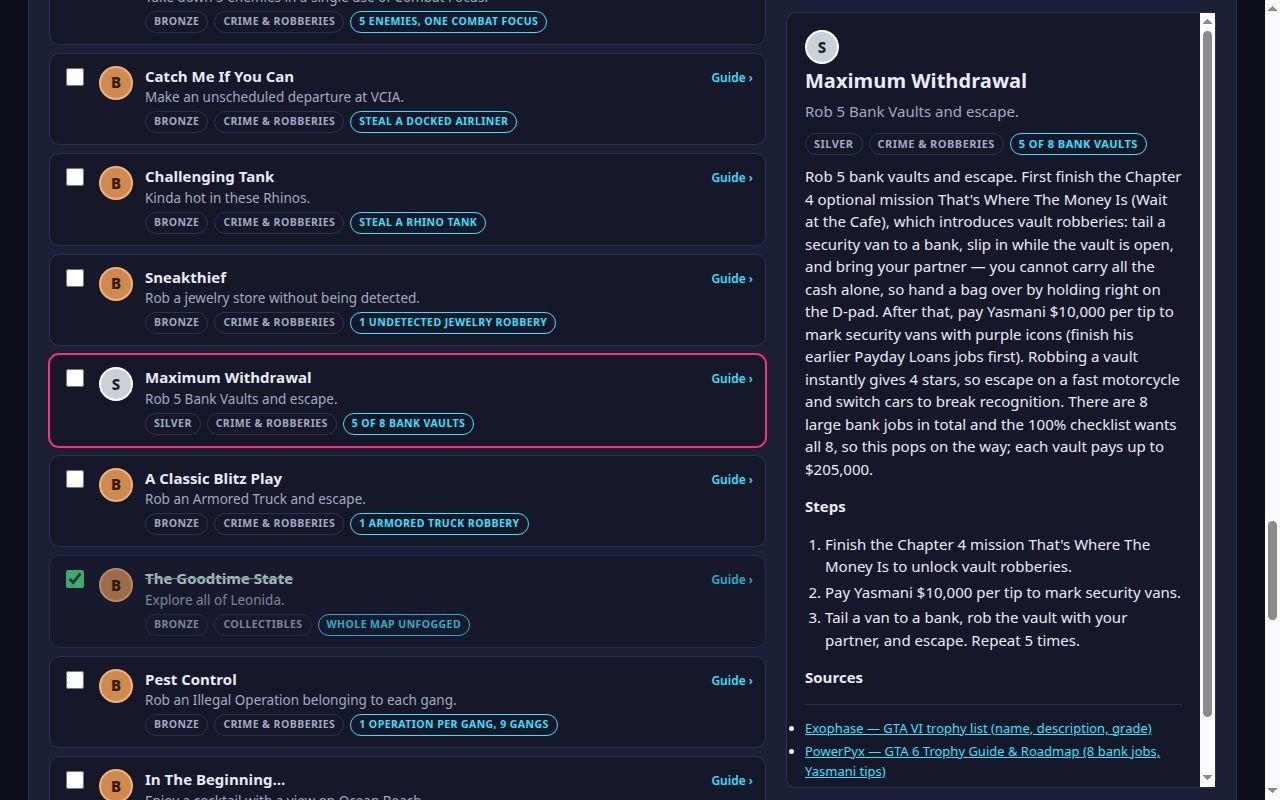 Take down 5 enemies in a single use of Combat Focus.
BRONZE CRIME & ROBBERIES 5 ENEMIES, ONE COMBAT FOCUS
B Catch Me If You Can Guide ›
Make an unscheduled departure at VCIA.
BRONZE CRIME & ROBBERIES STEAL A DOCKED AIRLINER
B Challenging Tank Guide ›
Kinda hot in these Rhinos.
BRONZE CRIME & ROBBERIES STEAL A RHINO TANK
B Sneakthief Guide ›
Rob a jewelry store without being detected.
BRONZE CRIME & ROBBERIES 1 UNDETECTED JEWELRY ROBBERY
S Maximum Withdrawal Guide ›
Rob 5 Bank Vaults and escape.
SILVER CRIME & ROBBERIES 5 OF 8 BANK VAULTS
B A Classic Blitz Play Guide ›
Rob an Armored Truck and escape.
BRONZE CRIME & ROBBERIES 1 ARMORED TRUCK ROBBERY
B The Goodtime State Guide ›
Explore all of Leonida.
BRONZE COLLECTIBLES WHOLE MAP UNFOGGED
B Pest Control Guide ›
Rob an Illegal Operation belonging to each gang.
BRONZE CRIME & ROBBERIES 1 OPERATION PER GANG, 9 GANGS
B In The Beginning... Guide ›
Enjoy a cocktail with a view on Ocean Beach.
S
Maximum Withdrawal
Rob 5 Bank Vaults and escape.
SILVER CRIME & ROBBERIES 5 OF 8 BANK VAULTS
Rob 5 bank vaults and escape. First finish the Chapter
4 optional mission That's Where The Money Is (Wait
at the Cafe), which introduces vault robberies: tail a
security van to a bank, slip in while the vault is open,
and bring your partner — you cannot carry all the
cash alone, so hand a bag over by holding right on
the D-pad. After that, pay Yasmani $10,000 per tip to
mark security vans with purple icons (finish his
earlier Payday Loans jobs first). Robbing a vault
instantly gives 4 stars, so escape on a fast motorcycle
and switch cars to break recognition. There are 8
large bank jobs in total and the 100% checklist wants
all 8, so this pops on the way; each vault pays up to
$205,000.
Steps
1. Finish the Chapter 4 mission That's Where The
Money Is to unlock vault robberies.
2. Pay Yasmani $10,000 per tip to mark security vans.
3. Tail a van to a bank, rob the vault with your
partner, and escape. Repeat 5 times.
Sources
• Exophase — GTA VI trophy list (name, description, grade)
• PowerPyx — GTA 6 Trophy Guide & Roadmap (8 bank jobs,
Yasmani tips)